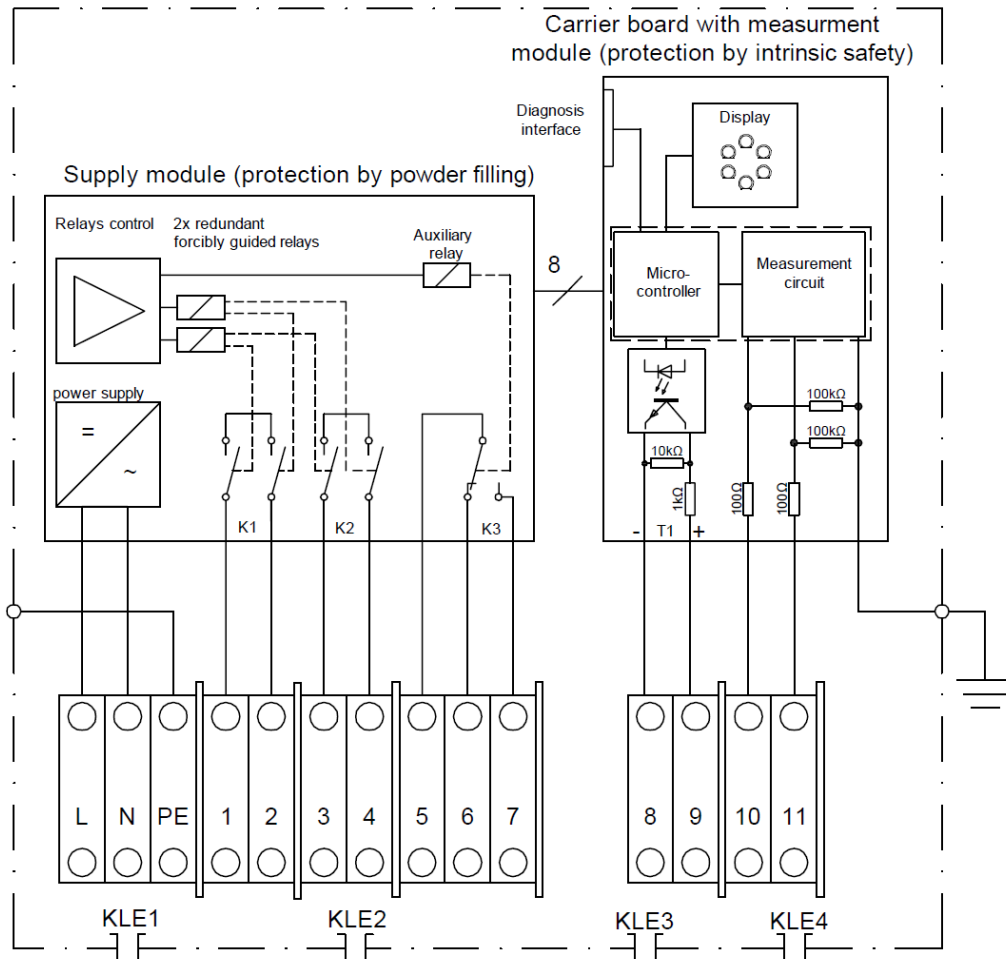 Carrier board with measurment
module (protection by intrinsic safety)
Diagnosis
interface
Display
Supply module (protection by powder filling)
Relays control
2x redundant
forcibly guided relays
Auxiliary
relay
8
Micro-
controller
Measurement
circuit
power supply
=
~
100kΩ
100kΩ
10kΩ
1kΩ
100Ω
100Ω
K1
K2
K3
- T1 +
L N PE 1 2 3 4 5 6 7 8 9 10 11
KLE1 KLE2 KLE3 KLE4